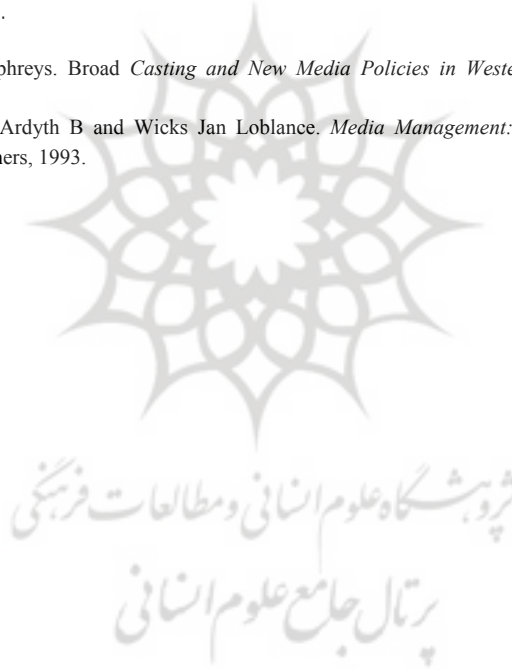 .
phreys. Broad Casting and New Media Policies in Weste
Ardyth B and Wicks Jan Loblance. Media Management:
ners, 1993.
پژوهشگاه علوم انسانی و مطالعات فرهنگی
پرتال جامع علوم انسانی